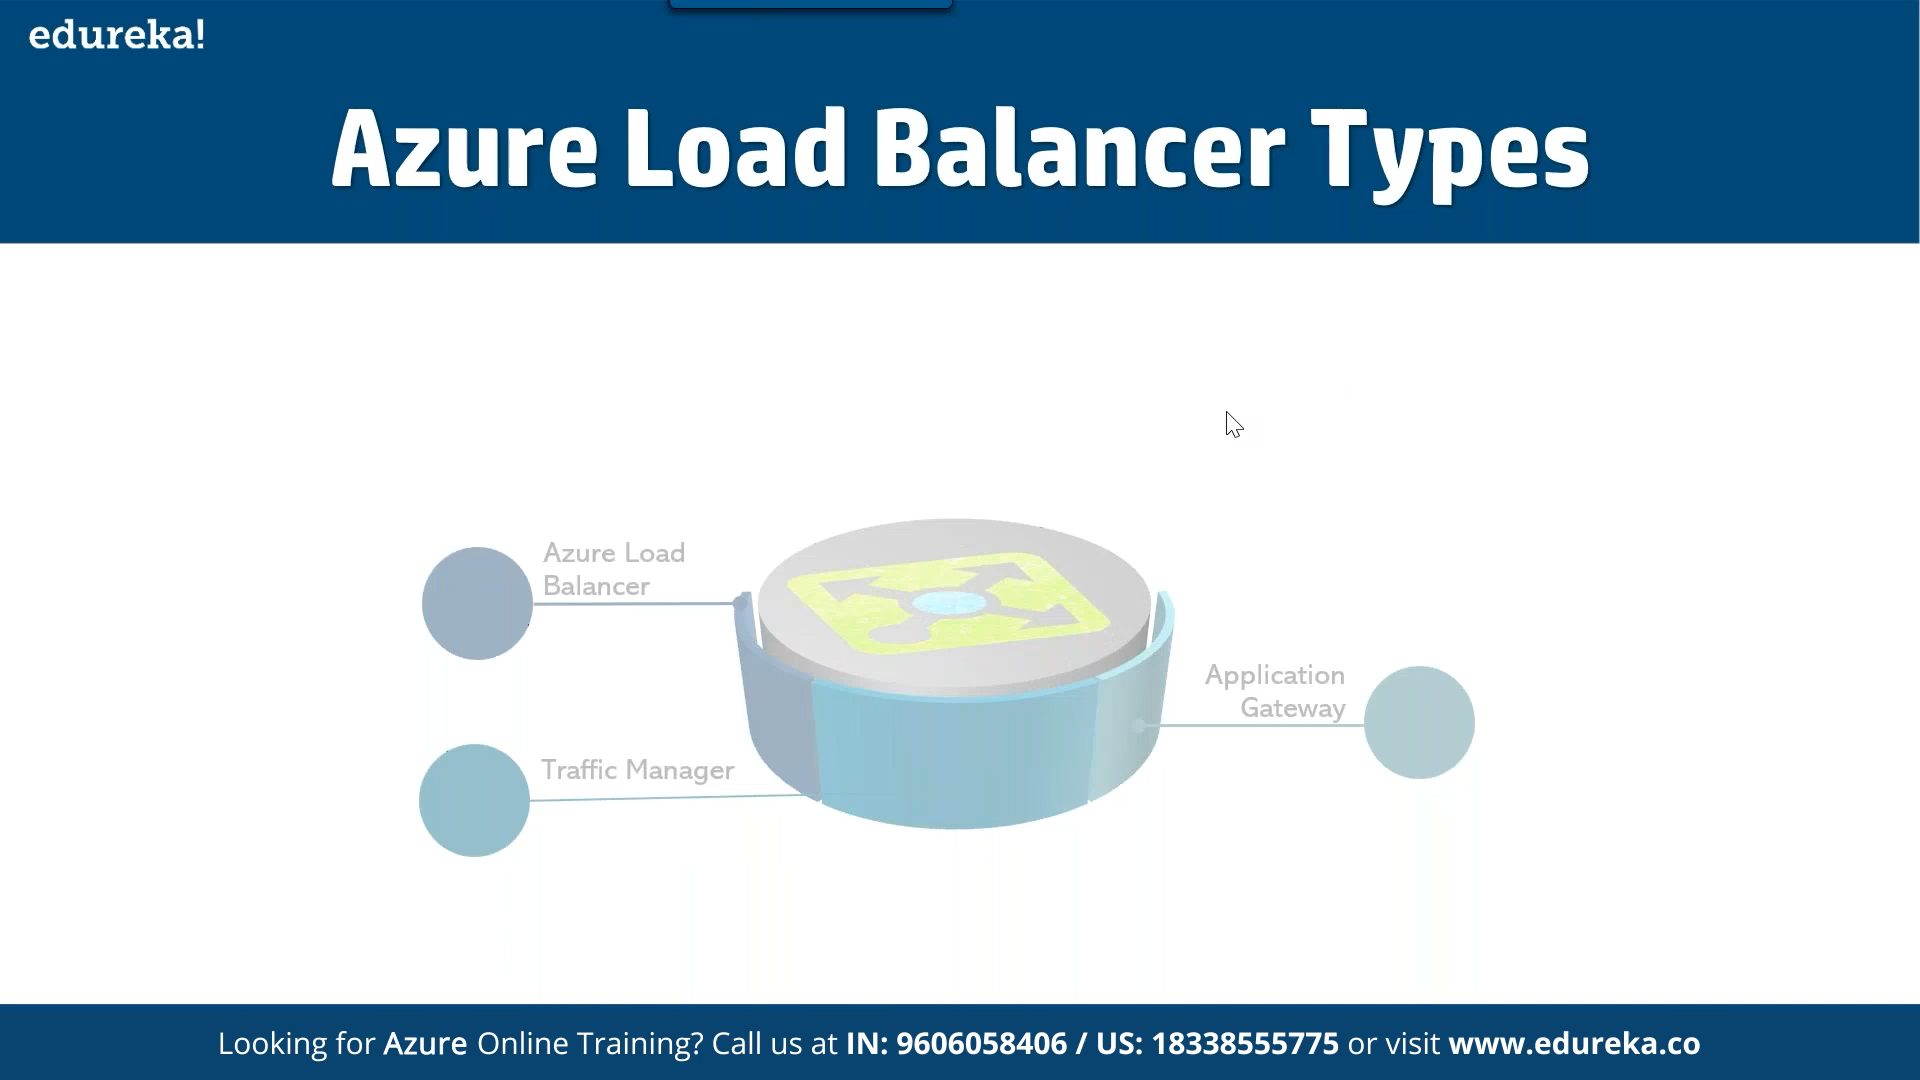 edureka!
Azure Load Balancer Types
Azure Load
Balancer
Application
Gateway
Traffic Manager
Looking for Azure Online Training? Call us at IN: 9606058406 / US: 18338555775 or visit www.edureka.co